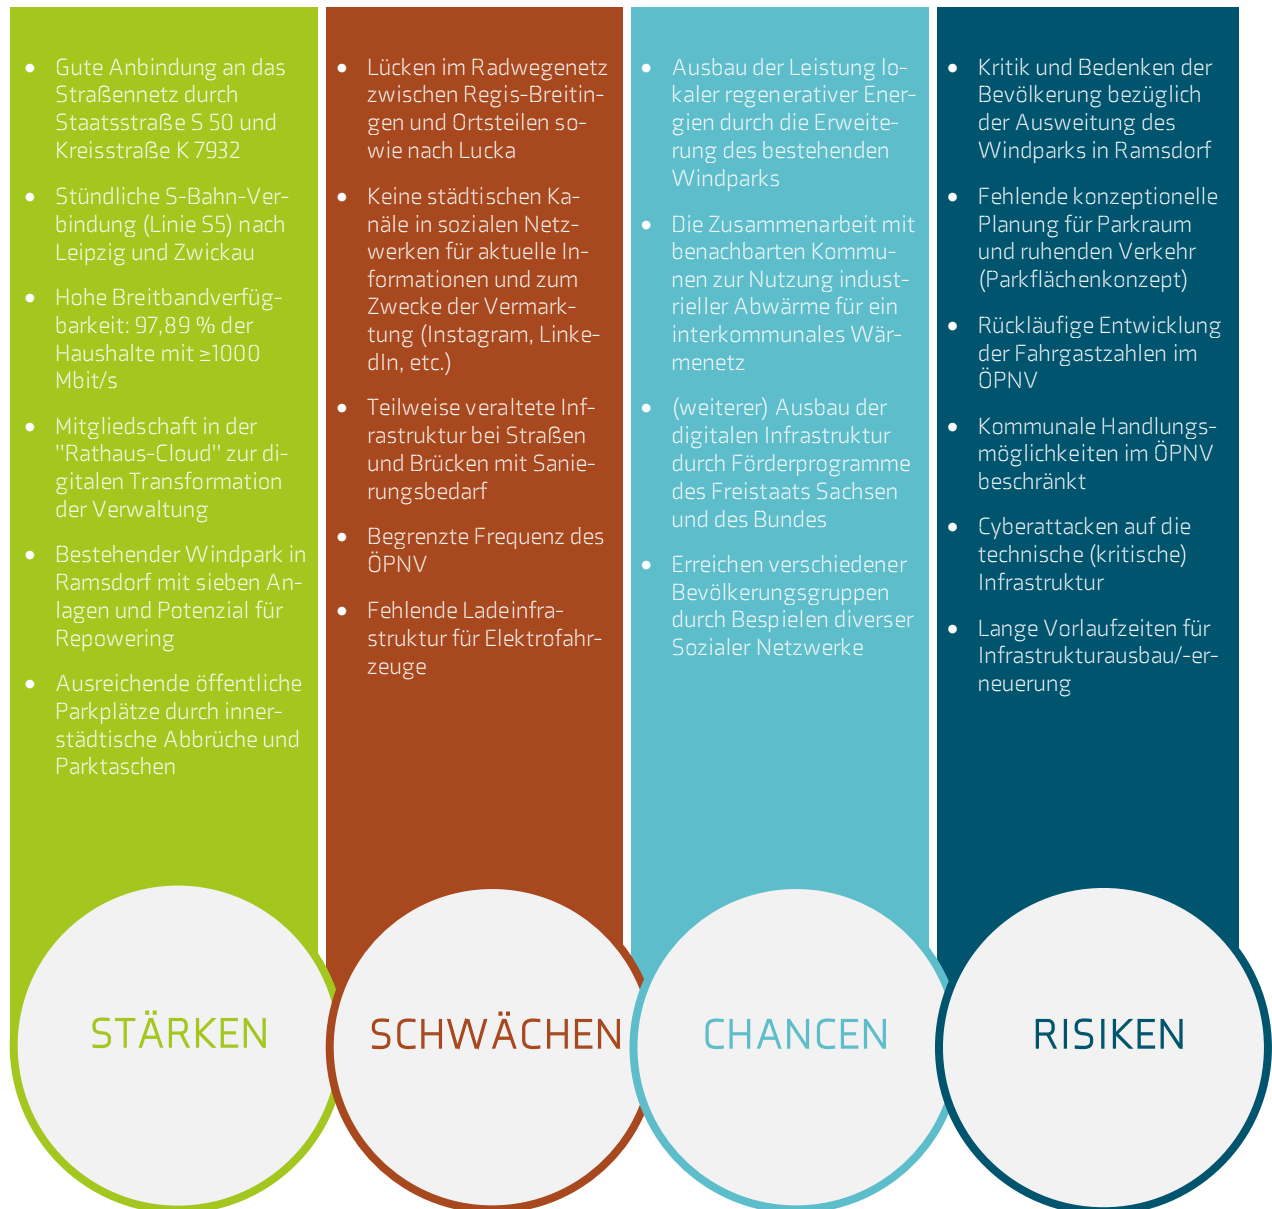 • Gute Anbindung an das
Straßennetz durch
Staatsstraße S 50 und
Kreisstraße K 7932
• Stündliche S-Bahn-Ver-
bindung (Linie S5) nach
Leipzig und Zwickau
• Hohe Breitbandverfüg-
barkeit: 97,89 % der
Haushalte mit ≥1000
Mbit/s
• Mitgliedschaft in der
"Rathaus-Cloud" zur di-
gitalen Transformation
der Verwaltung
• Bestehender Windpark in
Ramsdorf mit sieben An-
lagen und Potenzial für
Repowering
• Ausreichende öffentliche
Parkplätze durch inner-
städtische Abbrüche und
Parktaschen
STÄRKEN
• Lücken im Radwegenetz
zwischen Regis-Breitin-
gen und Ortsteilen so-
wie nach Lucka
• Keine städtischen Ka-
näle in sozialen Netz-
werken für aktuelle In-
formationen und zum
Zwecke der Vermark-
tung (Instagram, Linke-
dIn, etc.)
• Teilweise veraltete Inf-
rastruktur bei Straßen
und Brücken mit Sanie-
rungsbedarf
• Begrenzte Frequenz des
ÖPNV
• Fehlende Ladeinfra-
struktur für Elektrofahr-
zeuge
SCHWÄCHEN
• Ausbau der Leistung lo-
kaler regenerativer Ener-
gien durch die Erweite-
rung des bestehenden
Windparks
• Die Zusammenarbeit mit
benachbarten Kommu-
nen zur Nutzung indust-
rieller Abwärme für ein
interkommunales Wär-
menetz
• (weiterer) Ausbau der
digitalen Infrastruktur
durch Förderprogramme
des Freistaats Sachsen
und des Bundes
• Erreichen verschiedener
Bevölkerungsgruppen
durch Bespielen diverser
Sozialer Netzwerke
CHANCEN
• Kritik und Bedenken der
Bevölkerung bezüglich
der Ausweitung des
Windparks in Ramsdorf
• Fehlende konzeptionelle
Planung für Parkraum
und ruhenden Verkehr
(Parkflächenkonzept)
• Rückläufige Entwicklung
der Fahrgastzahlen im
ÖPNV
• Kommunale Handlungs-
möglichkeiten im ÖPNV
beschränkt
• Cyberattacken auf die
technische (kritische)
Infrastruktur
• Lange Vorlaufzeiten für
Infrastrukturausbau/-er-
neuerung
RISIKEN